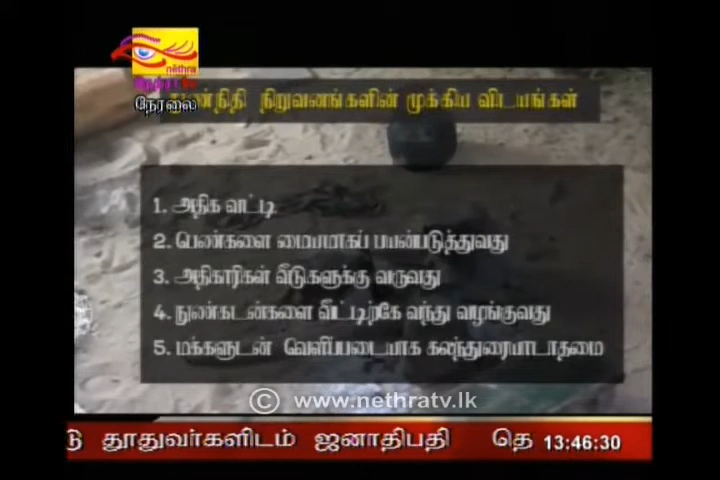 nethra
நேரலை
நுண்நிதி நிறுவனங்களின் முக்கிய விடயங்கள்
1. அதிக வட்டி
2. பெண்களை மையமாகப் பயன்படுத்துவது
3. அதிகாரிகள் வீடுகளுக்கு வருவது
4. நுண்கடன்களை வீட்டிற்கே வந்து வழங்குவது
5. மக்களுடன் வெளிப்படையாக கலந்துரையாடாதமை
© www.nethratv.lk
டு தூதுவர்களிடம் ஜனாதிபதி தெ 13:46:30